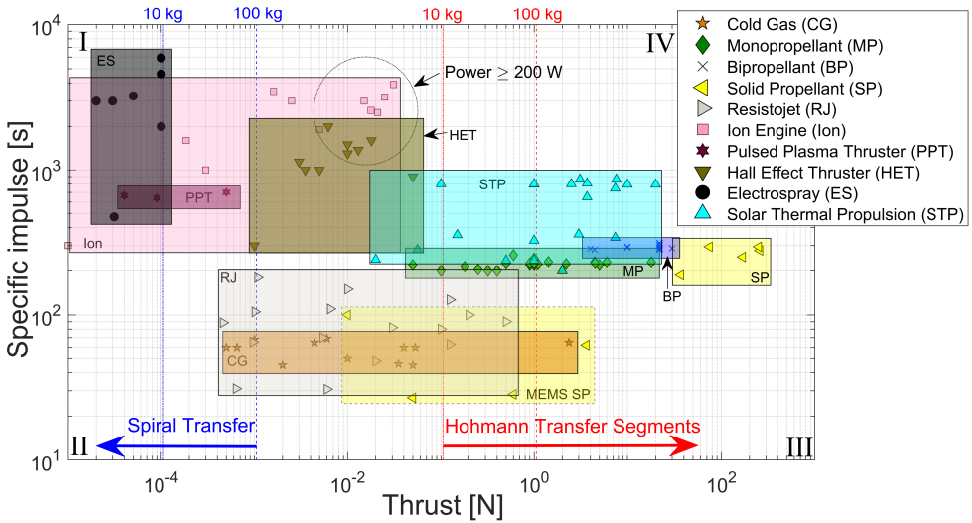 10 kg
100 kg
10 kg
100 kg
10^4
10^3
10^2
10^1
Specific impulse [s]
I
IV
II
III
ES
Power ≥ 200 W
HET
PPT
Ion
STP
MP
BP
SP
RJ
CG
MEMS SP
Spiral Transfer
Hohmann Transfer Segments
10^-4
10^-2
10^0
10^2
Thrust [N]
Cold Gas (CG)
Monopropellant (MP)
Bipropellant (BP)
Solid Propellant (SP)
Resistojet (RJ)
Ion Engine (Ion)
Pulsed Plasma Thruster (PPT)
Hall Effect Thruster (HET)
Electrospray (ES)
Solar Thermal Propulsion (STP)